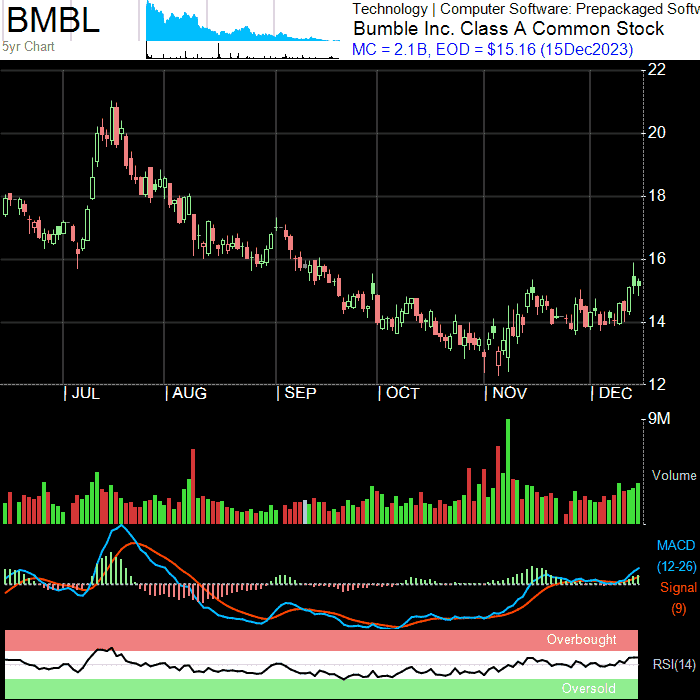 BMBL
5yr Chart
Technology | Computer Software: Prepackaged Softw
Bumble Inc. Class A Common Stock
MC = 2.1B, EOD = $15.16 (15Dec2023)
22
20
18
16
14
12
| JUL | AUG | SEP | OCT | NOV | DEC
9M
Volume
MACD
(12-26)
Signal
(9)
Overbought
RSI(14)
Oversold